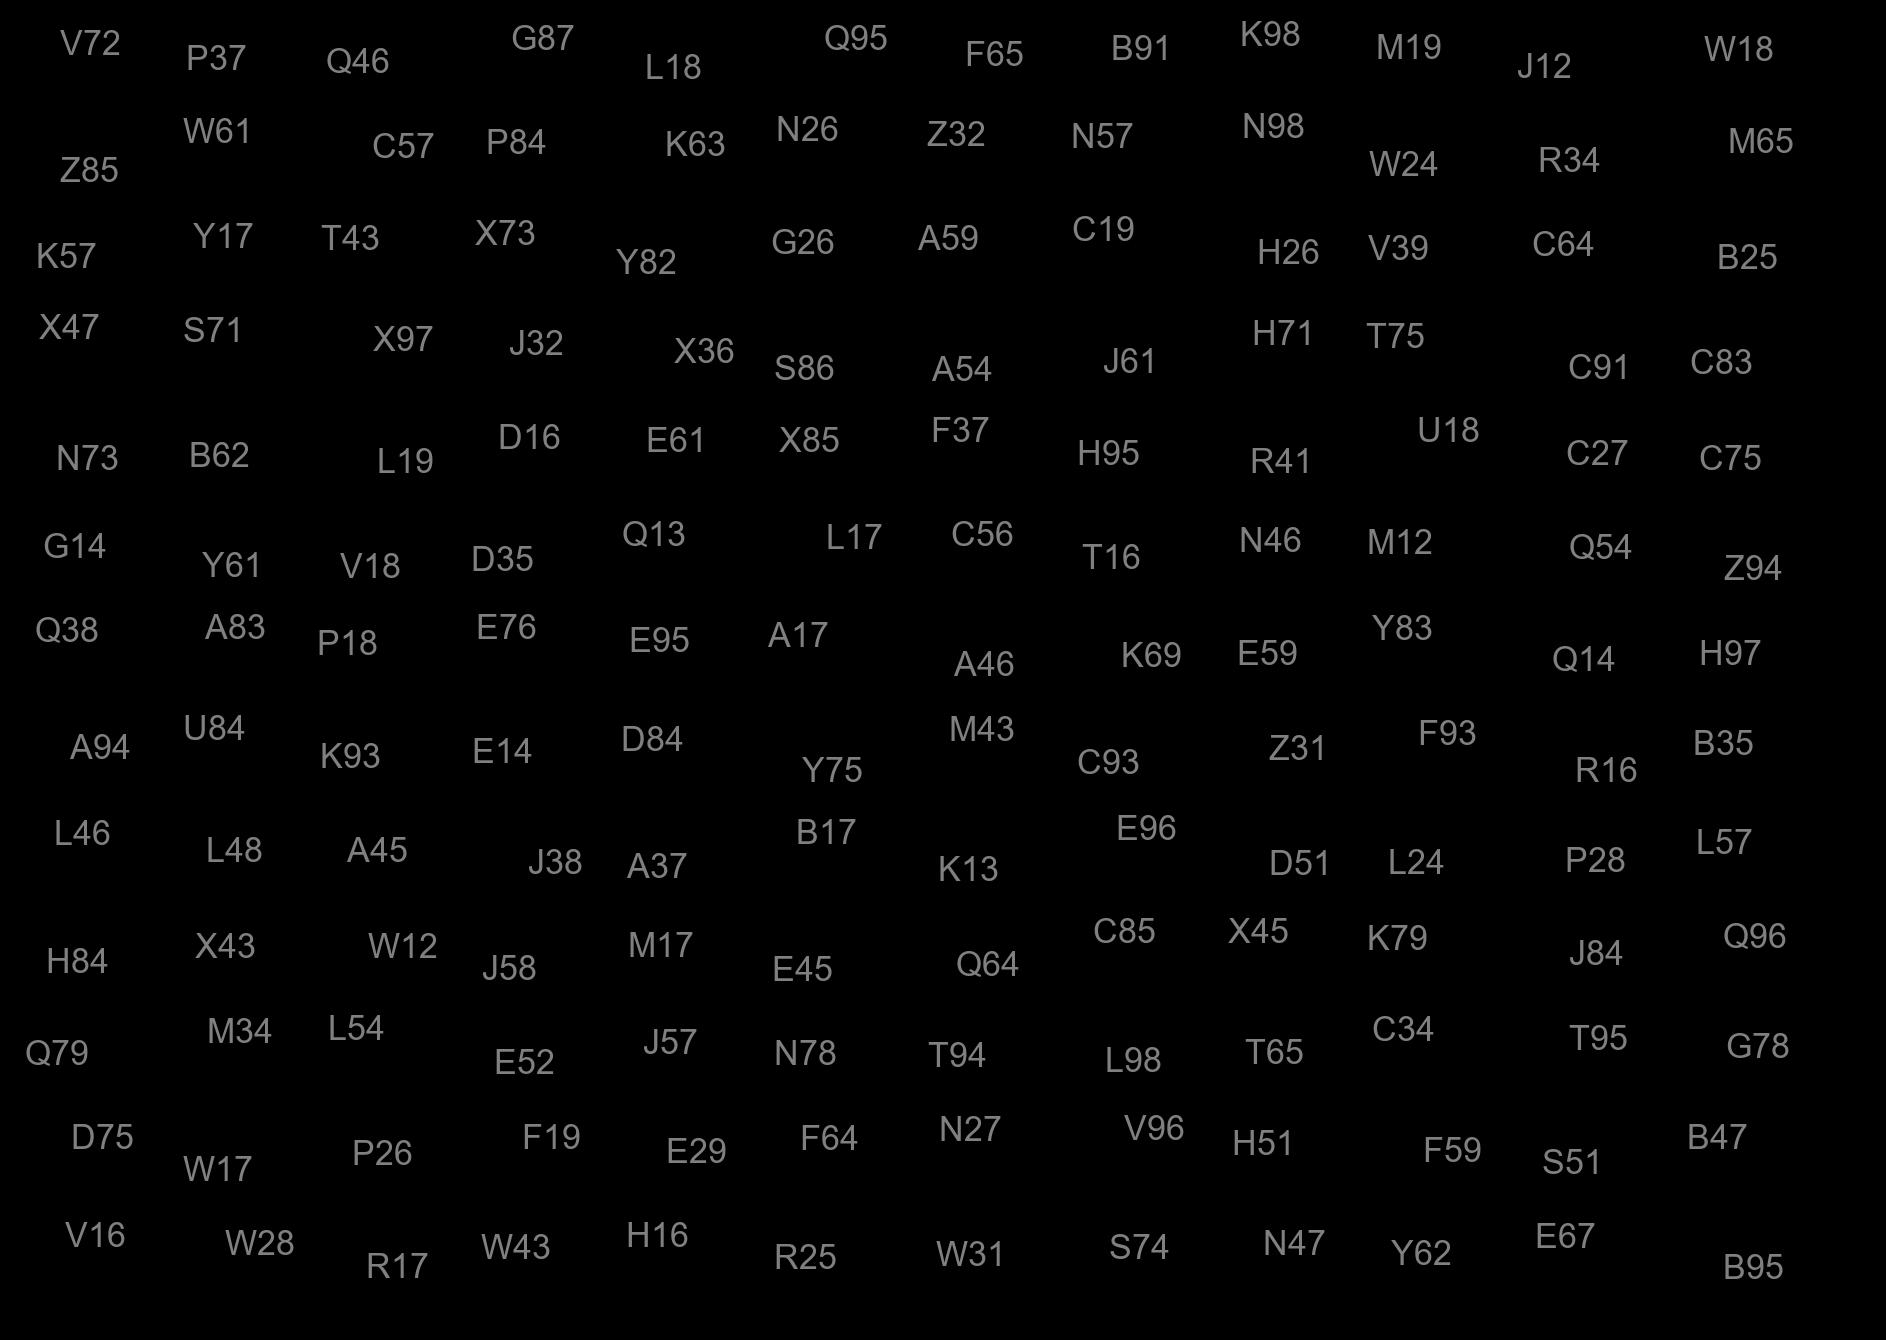 V72 P37 Q46 G87 L18 Q95 F65 B91 K98 M19 J12 W18
Z85 W61 C57 P84 K63 N26 Z32 N57 N98 W24 R34 M65
K57 Y17 T43 X73 Y82 G26 A59 C19 H26 V39 C64 B25
X47 S71 X97 J32 X36 S86 A54 J61 H71 T75 C91 C83
N73 B62 L19 D16 E61 X85 F37 H95 R41 U18 C27 C75
G14 Y61 V18 D35 Q13 L17 C56 T16 N46 M12 Q54 Z94
Q38 A83 P18 E76 E95 A17 A46 K69 E59 Y83 Q14 H97
A94 U84 K93 E14 D84 Y75 M43 C93 Z31 F93 R16 B35
L46 L48 A45 J38 A37 B17 K13 E96 D51 L24 P28 L57
H84 X43 W12 J58 M17 E45 Q64 C85 X45 K79 J84 Q96
Q79 M34 L54 E52 J57 N78 T94 L98 T65 C34 T95 G78
D75 W17 P26 F19 E29 F64 N27 V96 H51 F59 S51 B47
V16 W28 R17 W43 H16 R25 W31 S74 N47 Y62 E67 B95